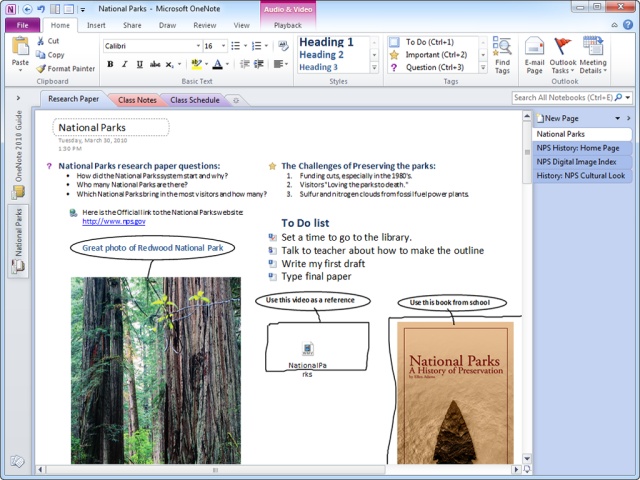 National Parks - Microsoft OneNote
Audio & Video
File Home Insert Share Draw Review View Playback
Paste
Cut
Copy
Format Painter
Clipboard
Calibri 16
Basic Text
Heading 1
Heading 2
Heading 3
Styles
To Do (Ctrl+1)
Important (Ctrl+2)
Question (Ctrl+3)
Tags
Find Tags
E-mail Page
Outlook Tasks
Meeting Details
Outlook
Research Paper Class Notes Class Schedule
Search All Notebooks (Ctrl+E)
OneNote 2010 Guide
National Parks
New Page
National Parks
NPS History: Home Page
NPS Digital Image Index
History: NPS Cultural Look
National Parks
Tuesday, March 30, 2010
1:30 PM
National Parks research paper questions:
How did the National Parks system start and why?
Who many National Parks are there?
Which National Parks bring in the most visitors and how many?
Here is the Official link to the National Parks website:
http://www.nps.gov
Great photo of Redwood National Park
The Challenges of Preserving the parks:
1. Funding cuts, especially in the 1980's.
2. Visitors "Loving the park to death."
3. Sulfur and nitrogen clouds from fossil fuel power plants.
To Do list
Set a time to go to the library.
Talk to teacher about how to make the outline
Write my first draft
Type final paper
Use this video as a reference
NationalPa
rks
Use this book from school
National Parks
A History of Preservation